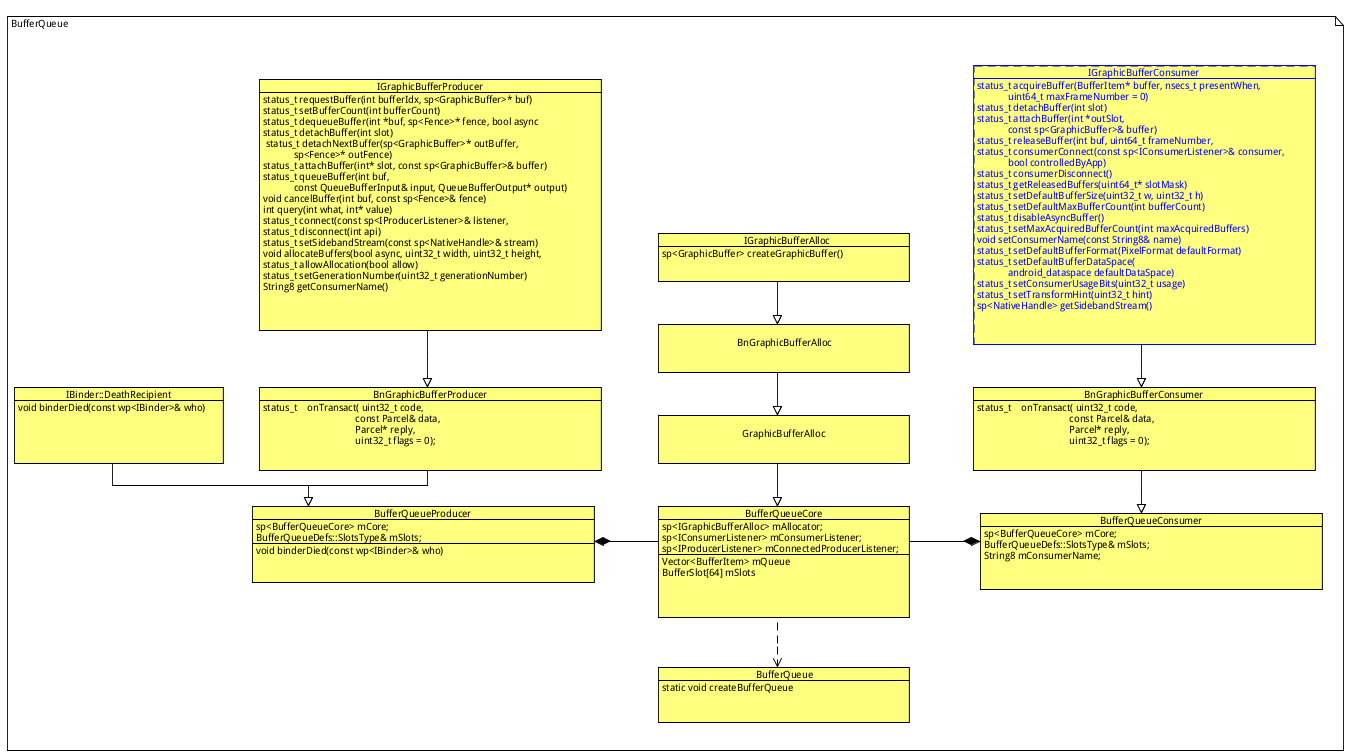 BufferQueue
IGraphicBufferProducer
status_t requestBuffer(int bufferIdx, sp<GraphicBuffer>* buf)
status_t setBufferCount(int bufferCount)
status_t dequeueBuffer(int *buf, sp<Fence>* fence, bool async
status_t detachBuffer(int slot)
status_t detachNextBuffer(sp<GraphicBuffer>* outBuffer,
sp<Fence>* outFence)
status_t attachBuffer(int* slot, const sp<GraphicBuffer>& buffer)
status_t queueBuffer(int buf,
const QueueBufferInput& input, QueueBufferOutput* output)
void cancelBuffer(int buf, const sp<Fence>& fence)
int query(int what, int* value)
status_t connect(const sp<IProducerListener>& listener,
status_t disconnect(int api)
status_t setSidebandStream(const sp<NativeHandle>& stream)
void allocateBuffers(bool async, uint32_t width, uint32_t height,
status_t allowAllocation(bool allow)
status_t setGenerationNumber(uint32_t generationNumber)
String8 getConsumerName()
IGraphicBufferAlloc
sp<GraphicBuffer> createGraphicBuffer()
BnGraphicBufferAlloc
GraphicBufferAlloc
IGraphicBufferConsumer
status_t acquireBuffer(BufferItem* buffer, nsecs_t presentWhen,
uint64_t maxFrameNumber = 0)
status_t detachBuffer(int slot)
status_t attachBuffer(int *outSlot,
const sp<GraphicBuffer>& buffer)
status_t releaseBuffer(int buf, uint64_t frameNumber,
status_t consumerConnect(const sp<IConsumerListener>& consumer,
bool controlledByApp)
status_t consumerDisconnect()
status_t getReleasedBuffers(uint64_t* slotMask)
status_t setDefaultBufferSize(uint32_t w, uint32_t h)
status_t setDefaultMaxBufferCount(int bufferCount)
status_t disableAsyncBuffer()
status_t setMaxAcquiredBufferCount(int maxAcquiredBuffers)
void setConsumerName(const String8& name)
status_t setDefaultBufferFormat(PixelFormat defaultFormat)
status_t setDefaultBufferDataSpace(
android_dataspace defaultDataSpace)
status_t setConsumerUsageBits(uint32_t usage)
status_t setTransformHint(uint32_t hint)
sp<NativeHandle> getSidebandStream()
IBinder::DeathRecipient
void binderDied(const wp<IBinder>& who)
BnGraphicBufferProducer
status_t onTransact( uint32_t code,
const Parcel& data,
Parcel* reply,
uint32_t flags = 0);
BnGraphicBufferConsumer
status_t onTransact( uint32_t code,
const Parcel& data,
Parcel* reply,
uint32_t flags = 0);
BufferQueueProducer
sp<BufferQueueCore> mCore;
BufferQueueDefs::SlotsType& mSlots;
void binderDied(const wp<IBinder>& who)
BufferQueueCore
sp<IGraphicBufferAlloc> mAllocator;
sp<IConsumerListener> mConsumerListener;
sp<IProducerListener> mConnectedProducerListener;
Vector<BufferItem> mQueue
BufferSlot[64] mSlots
BufferQueueConsumer
sp<BufferQueueCore> mCore;
BufferQueueDefs::SlotsType& mSlots;
String8 mConsumerName;
BufferQueue
static void createBufferQueue